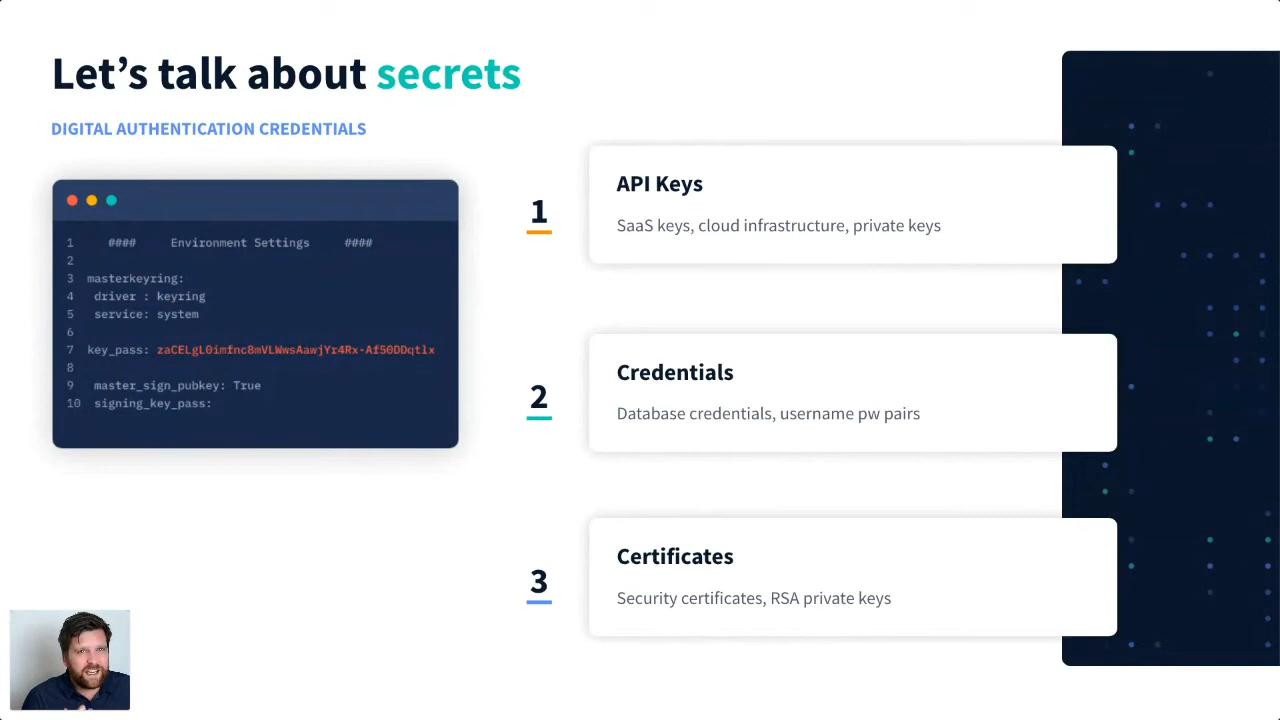 Let’s talk about secrets
DIGITAL AUTHENTICATION CREDENTIALS
1 #### Environment Settings ####
2
3 masterkeyring:
4 driver : keyring
5 service: system
6
7 key_pass: zaCELgL0imfnc8mVLWwsAawjYr4Rx-Af50DDqtlx
8
9 master_sign_pubkey: True
10 signing_key_pass:
1
API Keys
SaaS keys, cloud infrastructure, private keys
2
Credentials
Database credentials, username pw pairs
3
Certificates
Security certificates, RSA private keys